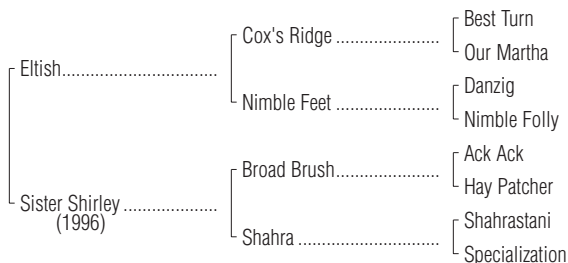 Best Turn
Cox's Ridge ......................
Our Martha
Eltish.................................
Danzig
Nimble Feet ......................
Nimble Folly
Ack Ack
Broad Brush......................
Hay Patcher
Sister Shirley ....................
(1996)
Shahrastani
Shahra ..............................
Specialization